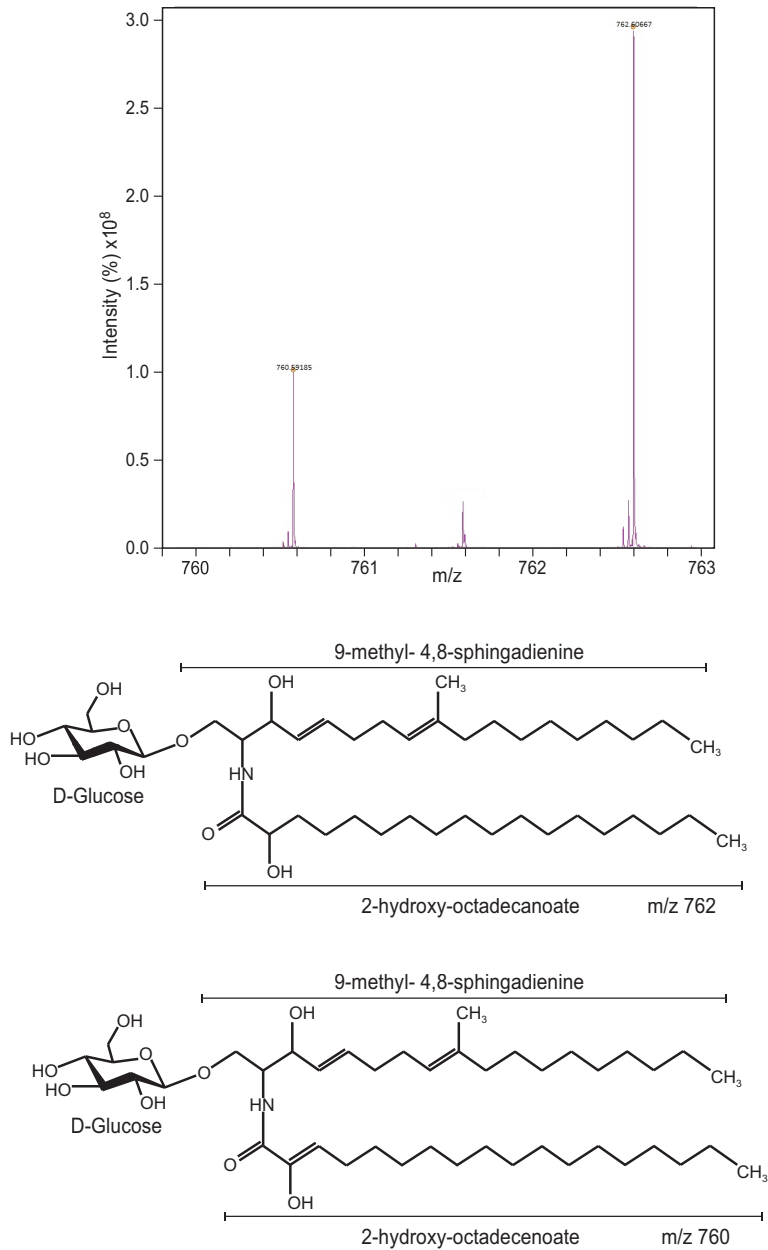 3.0
762.60667
2.5
2.0
1.5
1.0
760.59185
0.5
0.0
Intensity (%) x10⁸
760 761 762 763
m/z
9-methyl- 4,8-sphingadienine
OH
OH CH₃
HO O O
HO OH
D-Glucose
CH₃
HN
O
OH
CH₃
2-hydroxy-octadecanoate m/z 762
9-methyl- 4,8-sphingadienine
OH
OH CH₃
HO O O
HO OH
D-Glucose
CH₃
HN
O
OH
CH₃
2-hydroxy-octadecenoate m/z 760